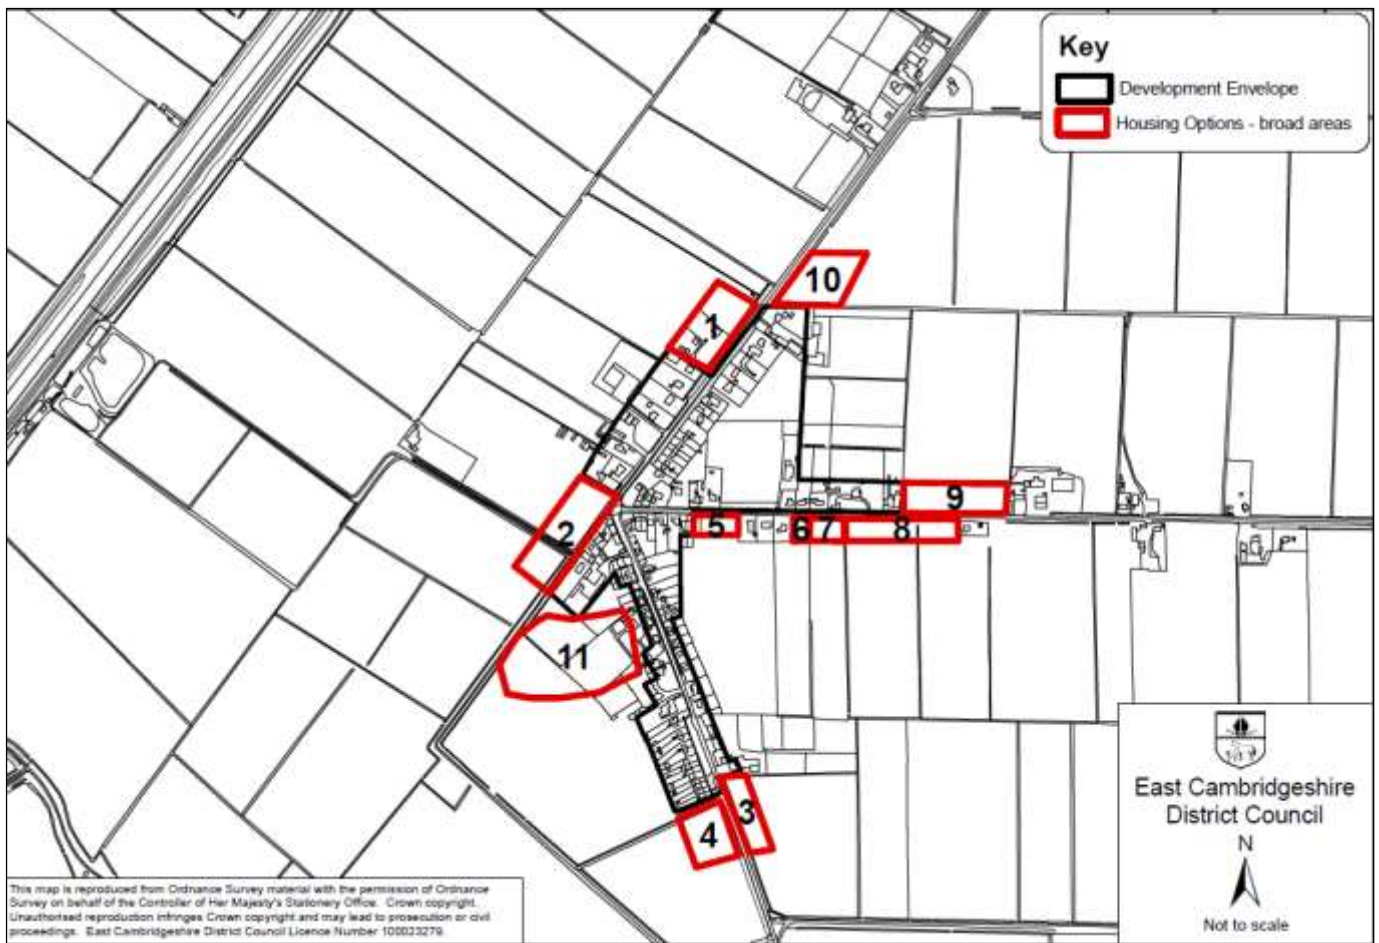 Key
Development Envelope
Housing Options - broad areas
10
1
2
9
5
6
7
8
11
3
4
East Cambridgeshire
District Council
N
Not to scale
This map is reproduced from Ordnance Survey material with the permission of Ordnance
Survey on behalf of the Controller of Her Majesty's Stationery Office. Crown copyright.
Unauthorised reproduction infringes Crown copyright and may lead to prosecution or civil
proceedings. East Cambridgeshire District Council Licence Number 100023279